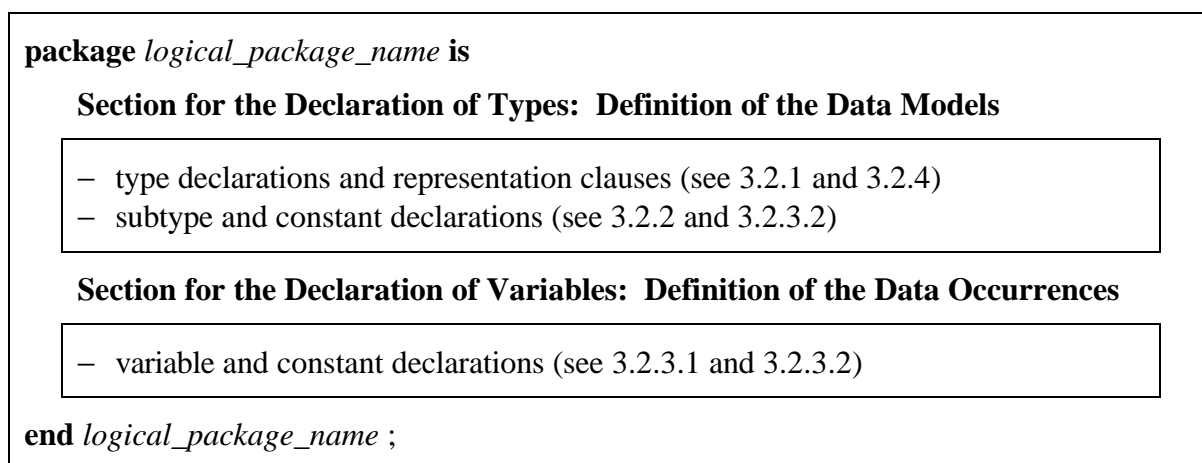 package logical_package_name is
Section for the Declaration of Types: Definition of the Data Models
– type declarations and representation clauses (see 3.2.1 and 3.2.4)
– subtype and constant declarations (see 3.2.2 and 3.2.3.2)
Section for the Declaration of Variables: Definition of the Data Occurrences
– variable and constant declarations (see 3.2.3.1 and 3.2.3.2)
end logical_package_name ;